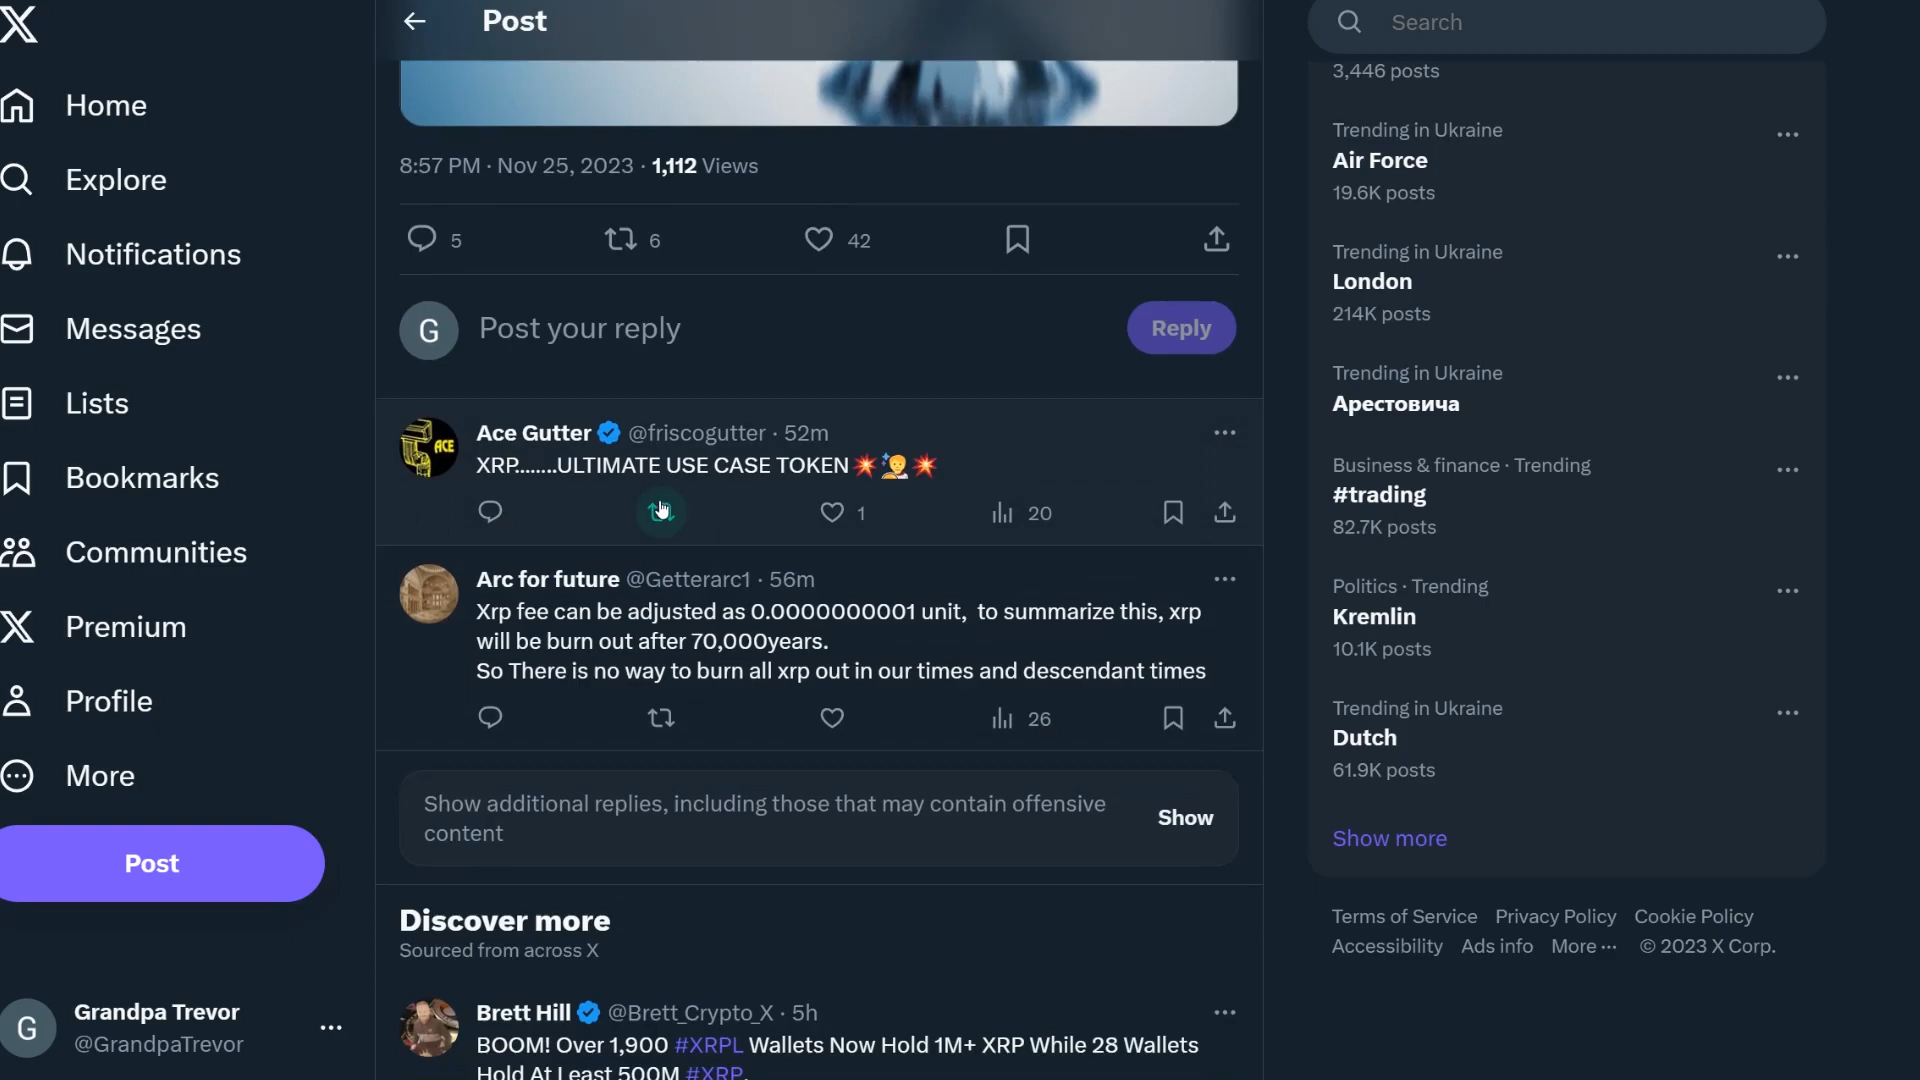 Home
Explore
Notifications
Messages
Lists
Bookmarks
Communities
Premium
Profile
More
Post
Grandpa Trevor
@GrandpaTrevor
Post
8:57 PM · Nov 25, 2023 · 1,112 Views
5 6 42
G Post your reply Reply
ACE
Ace Gutter @friscogutter · 52m
XRP........ULTIMATE USE CASE TOKEN💥🧑‍🚀💥
1 20
Arc for future @Getterarc1 · 56m
Xrp fee can be adjusted as 0.0000000001 unit, to summarize this, xrp
will be burn out after 70,000years.
So There is no way to burn all xrp out in our times and descendant times
26
Show additional replies, including those that may contain offensive
content
Show
Discover more
Sourced from across X
Brett Hill @Brett_Crypto_X · 5h
BOOM! Over 1,900 #XRPL Wallets Now Hold 1M+ XRP While 28 Wallets
Hold At Least 500M #XRP.
Search
3,446 posts
Trending in Ukraine
Air Force
19.6K posts
Trending in Ukraine
London
214K posts
Trending in Ukraine
Арестовича
Business & finance · Trending
#trading
82.7K posts
Politics · Trending
Kremlin
10.1K posts
Trending in Ukraine
Dutch
61.9K posts
Show more
Terms of Service Privacy Policy Cookie Policy
Accessibility Ads info More ··· © 2023 X Corp.
G